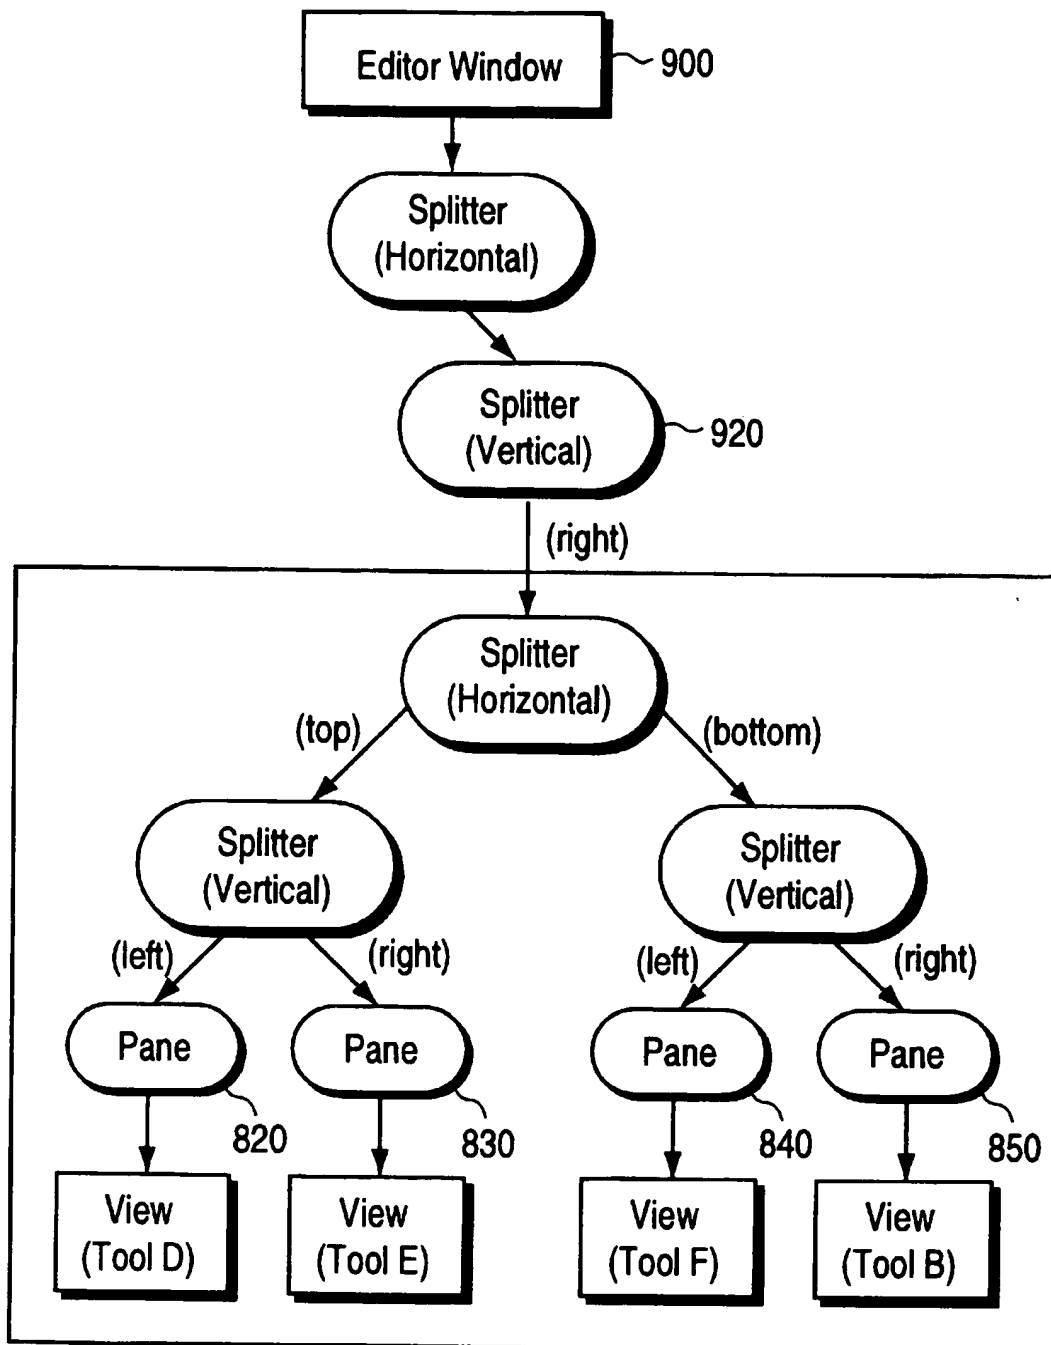 Editor Window
900
Splitter
(Horizontal)
Splitter
(Vertical)
920
(right)
Splitter
(Horizontal)
(top)
(bottom)
Splitter
(Vertical)
Splitter
(Vertical)
(left)
(right)
(left)
(right)
Pane
Pane
Pane
Pane
820
830
840
850
View
(Tool D)
View
(Tool E)
View
(Tool F)
View
(Tool B)